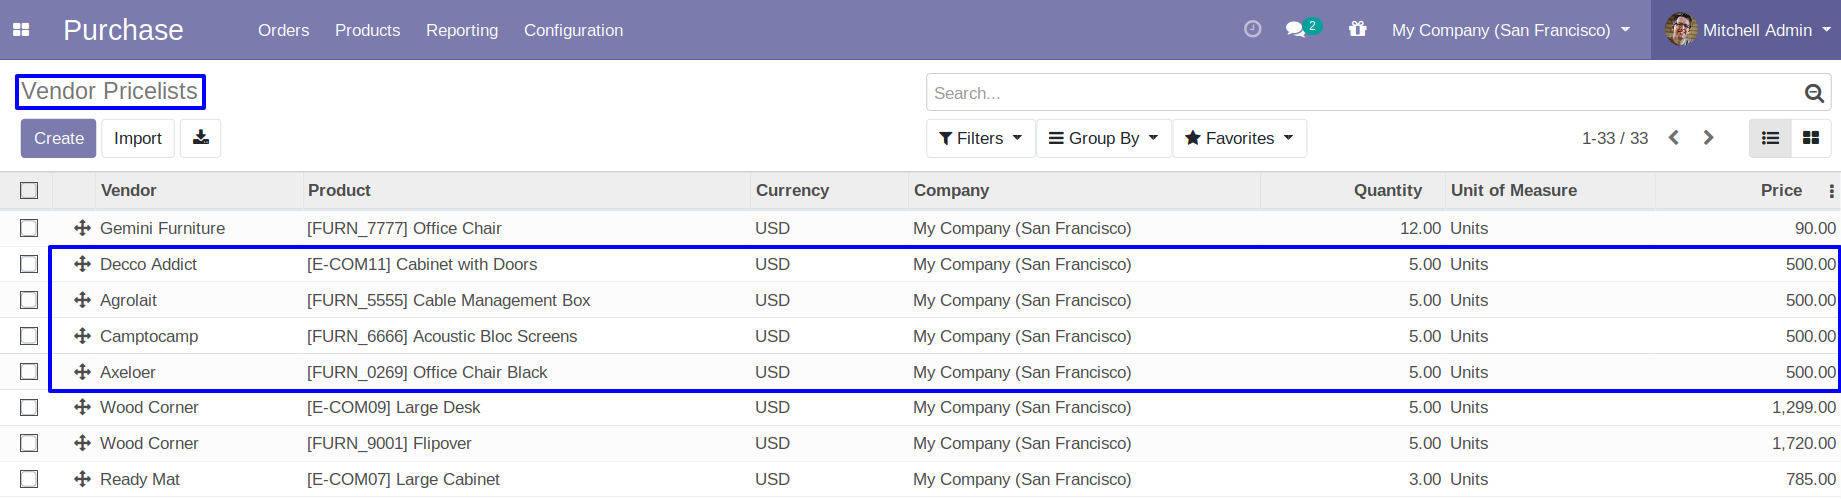 Purchase Orders Products Reporting Configuration 2 My Company (San Francisco) Mitchell Admin
Vendor Pricelists
Search...
Create Import Filters Group By Favorites 1-33 / 33
Vendor Product Currency Company Quantity Unit of Measure Price
Gemini Furniture [FURN_7777] Office Chair USD My Company (San Francisco) 12.00 Units 90.00
Decco Addict [E-COM11] Cabinet with Doors USD My Company (San Francisco) 5.00 Units 500.00
Agrolait [FURN_5555] Cable Management Box USD My Company (San Francisco) 5.00 Units 500.00
Camptocamp [FURN_6666] Acoustic Bloc Screens USD My Company (San Francisco) 5.00 Units 500.00
Axeloer [FURN_0269] Office Chair Black USD My Company (San Francisco) 5.00 Units 500.00
Wood Corner [E-COM09] Large Desk USD My Company (San Francisco) 5.00 Units 1,299.00
Wood Corner [FURN_9001] Flipover USD My Company (San Francisco) 5.00 Units 1,720.00
Ready Mat [E-COM07] Large Cabinet USD My Company (San Francisco) 3.00 Units 785.00